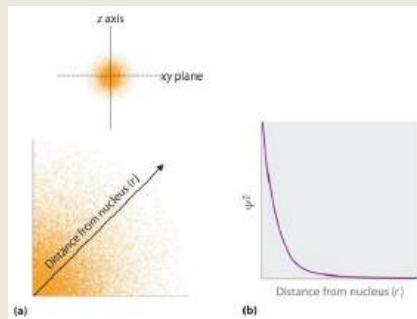 z axis
xy plane
Distance from nucleus (r)
(a)
Ψ²
Distance from nucleus (r)
(b)